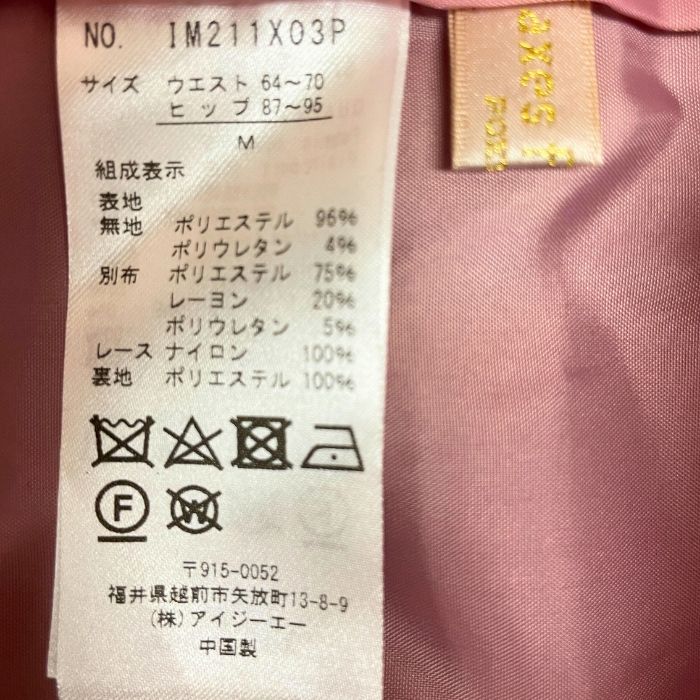 NO. IM211X03P
サイズ ウエスト 64～70
ヒップ 87～95
M
組成表示
表地
無地 ポリエステル 96%
ポリウレタン 4%
別布 ポリエステル 75%
レーヨン 20%
ポリウレタン 5%
レース ナイロン 100%
裏地 ポリエステル 100%
F
W
〒915-0052
福井県越前市矢放町13-8-9
(株)アイジーエー
中国製